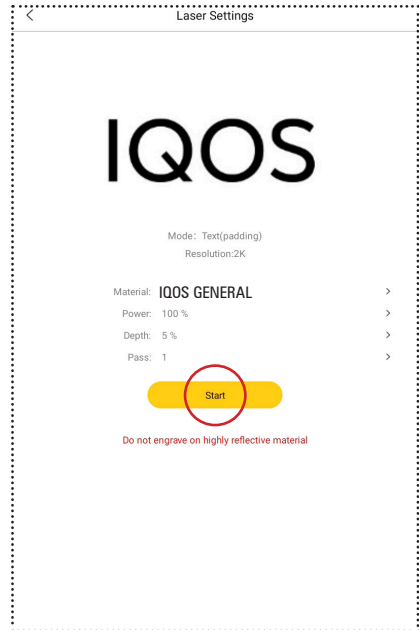 Laser Settings
IQOS
Mode: Text(padding)
Resolution:2K
Material: IQOS GENERAL
Power: 100 %
Depth: 5 %
Pass: 1
Start
Do not engrave on highly reflective material